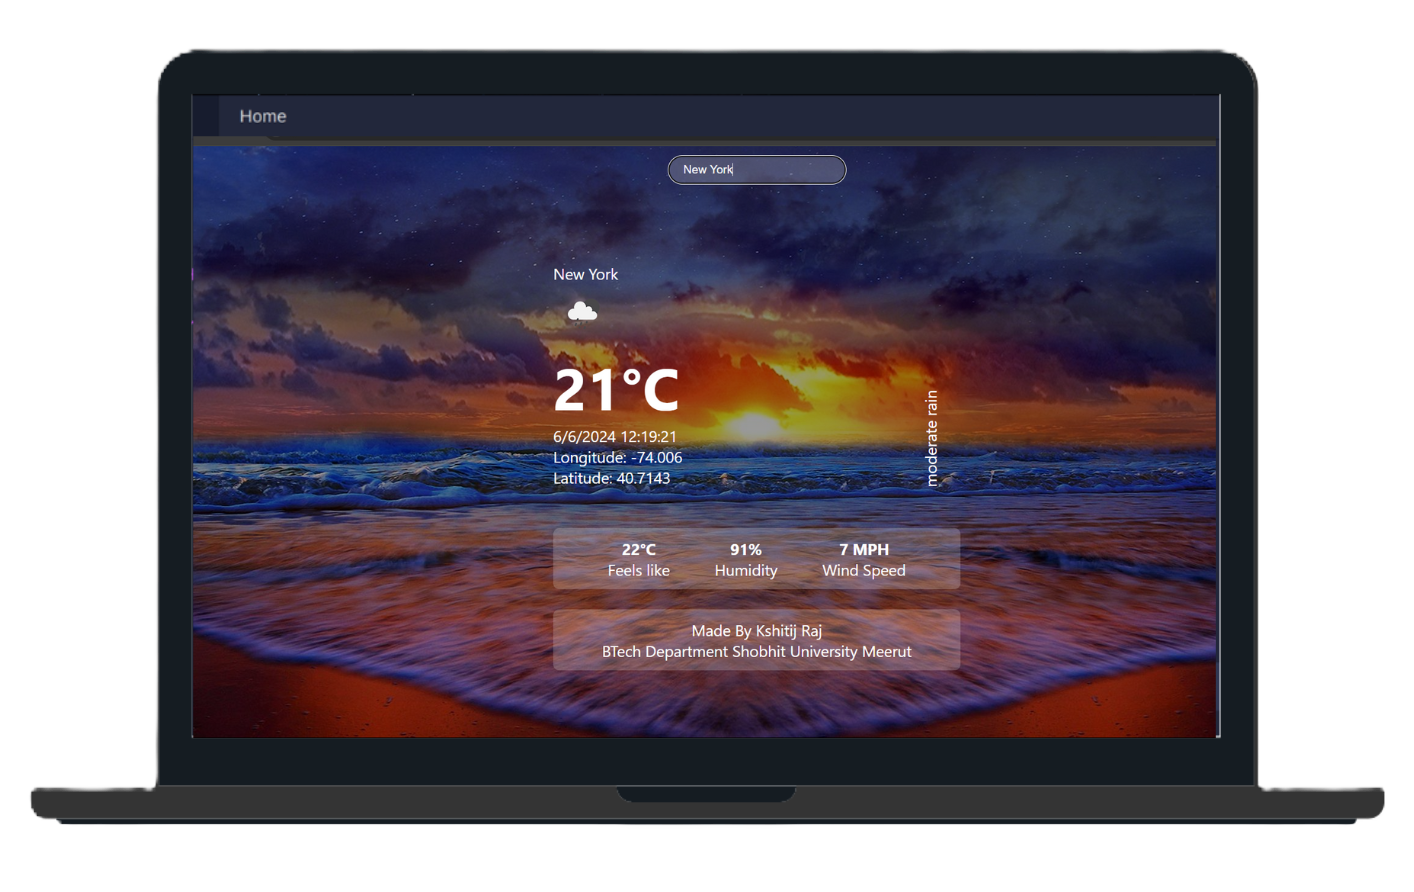 Home
New York
New York
21°C
6/6/2024 12:19:21
Longitude: -74.006
Latitude: 40.7143
moderate rain
22°C 91% 7 MPH
Feels like Humidity Wind Speed
Made By Kshitij Raj
BTech Department Shobhit University Meerut